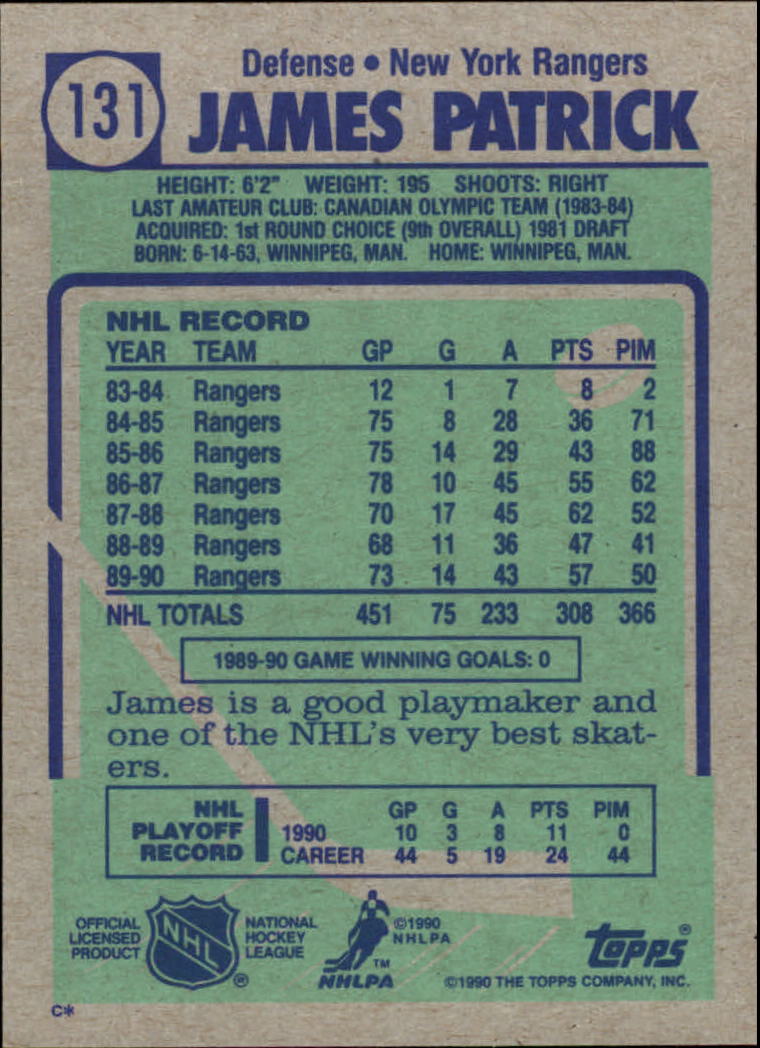 131
Defense • New York Rangers
JAMES PATRICK
HEIGHT: 6'2" WEIGHT: 195 SHOOTS: RIGHT
LAST AMATEUR CLUB: CANADIAN OLYMPIC TEAM (1983-84)
ACQUIRED: 1st ROUND CHOICE (9th OVERALL) 1981 DRAFT
BORN: 6-14-63, WINNIPEG, MAN. HOME: WINNIPEG, MAN.
NHL RECORD
YEAR TEAM GP G A PTS PIM
83-84 Rangers 12 1 7 8 2
84-85 Rangers 75 8 28 36 71
85-86 Rangers 75 14 29 43 88
86-87 Rangers 78 10 45 55 62
87-88 Rangers 70 17 45 62 52
88-89 Rangers 68 11 36 47 41
89-90 Rangers 73 14 43 57 50
NHL TOTALS 451 75 233 308 366
1989-90 GAME WINNING GOALS: 0
James is a good playmaker and
one of the NHL's very best skat-
ers.
NHL PLAYOFF RECORD
GP G A PTS PIM
1990 10 3 8 11 0
CAREER 44 5 19 24 44
OFFICIAL
LICENSED
PRODUCT
NHL
®
NATIONAL
HOCKEY
LEAGUE
TM
NHLPA
©1990
NHLPA
TOPPS®
©1990 THE TOPPS COMPANY, INC.
C*